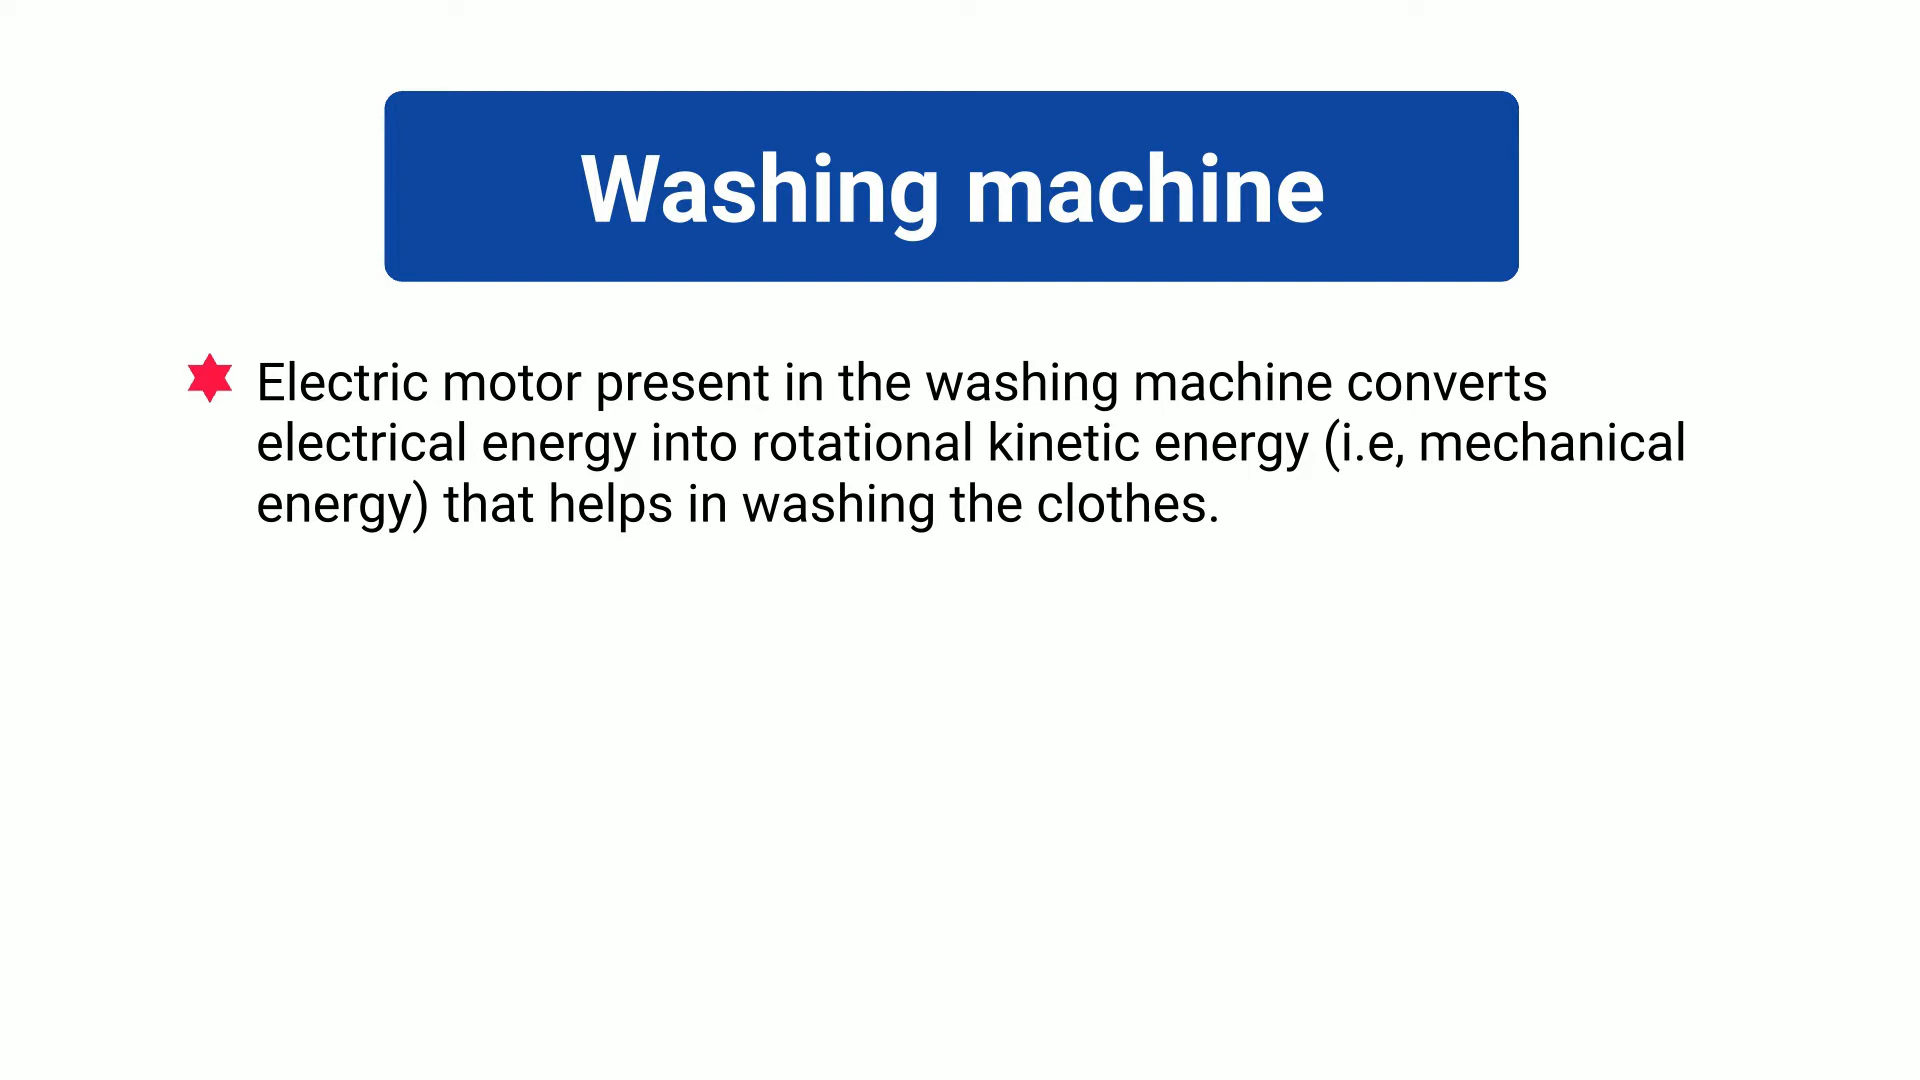 Washing machine
Electric motor present in the washing machine converts
electrical energy into rotational kinetic energy (i.e, mechanical
energy) that helps in washing the clothes.